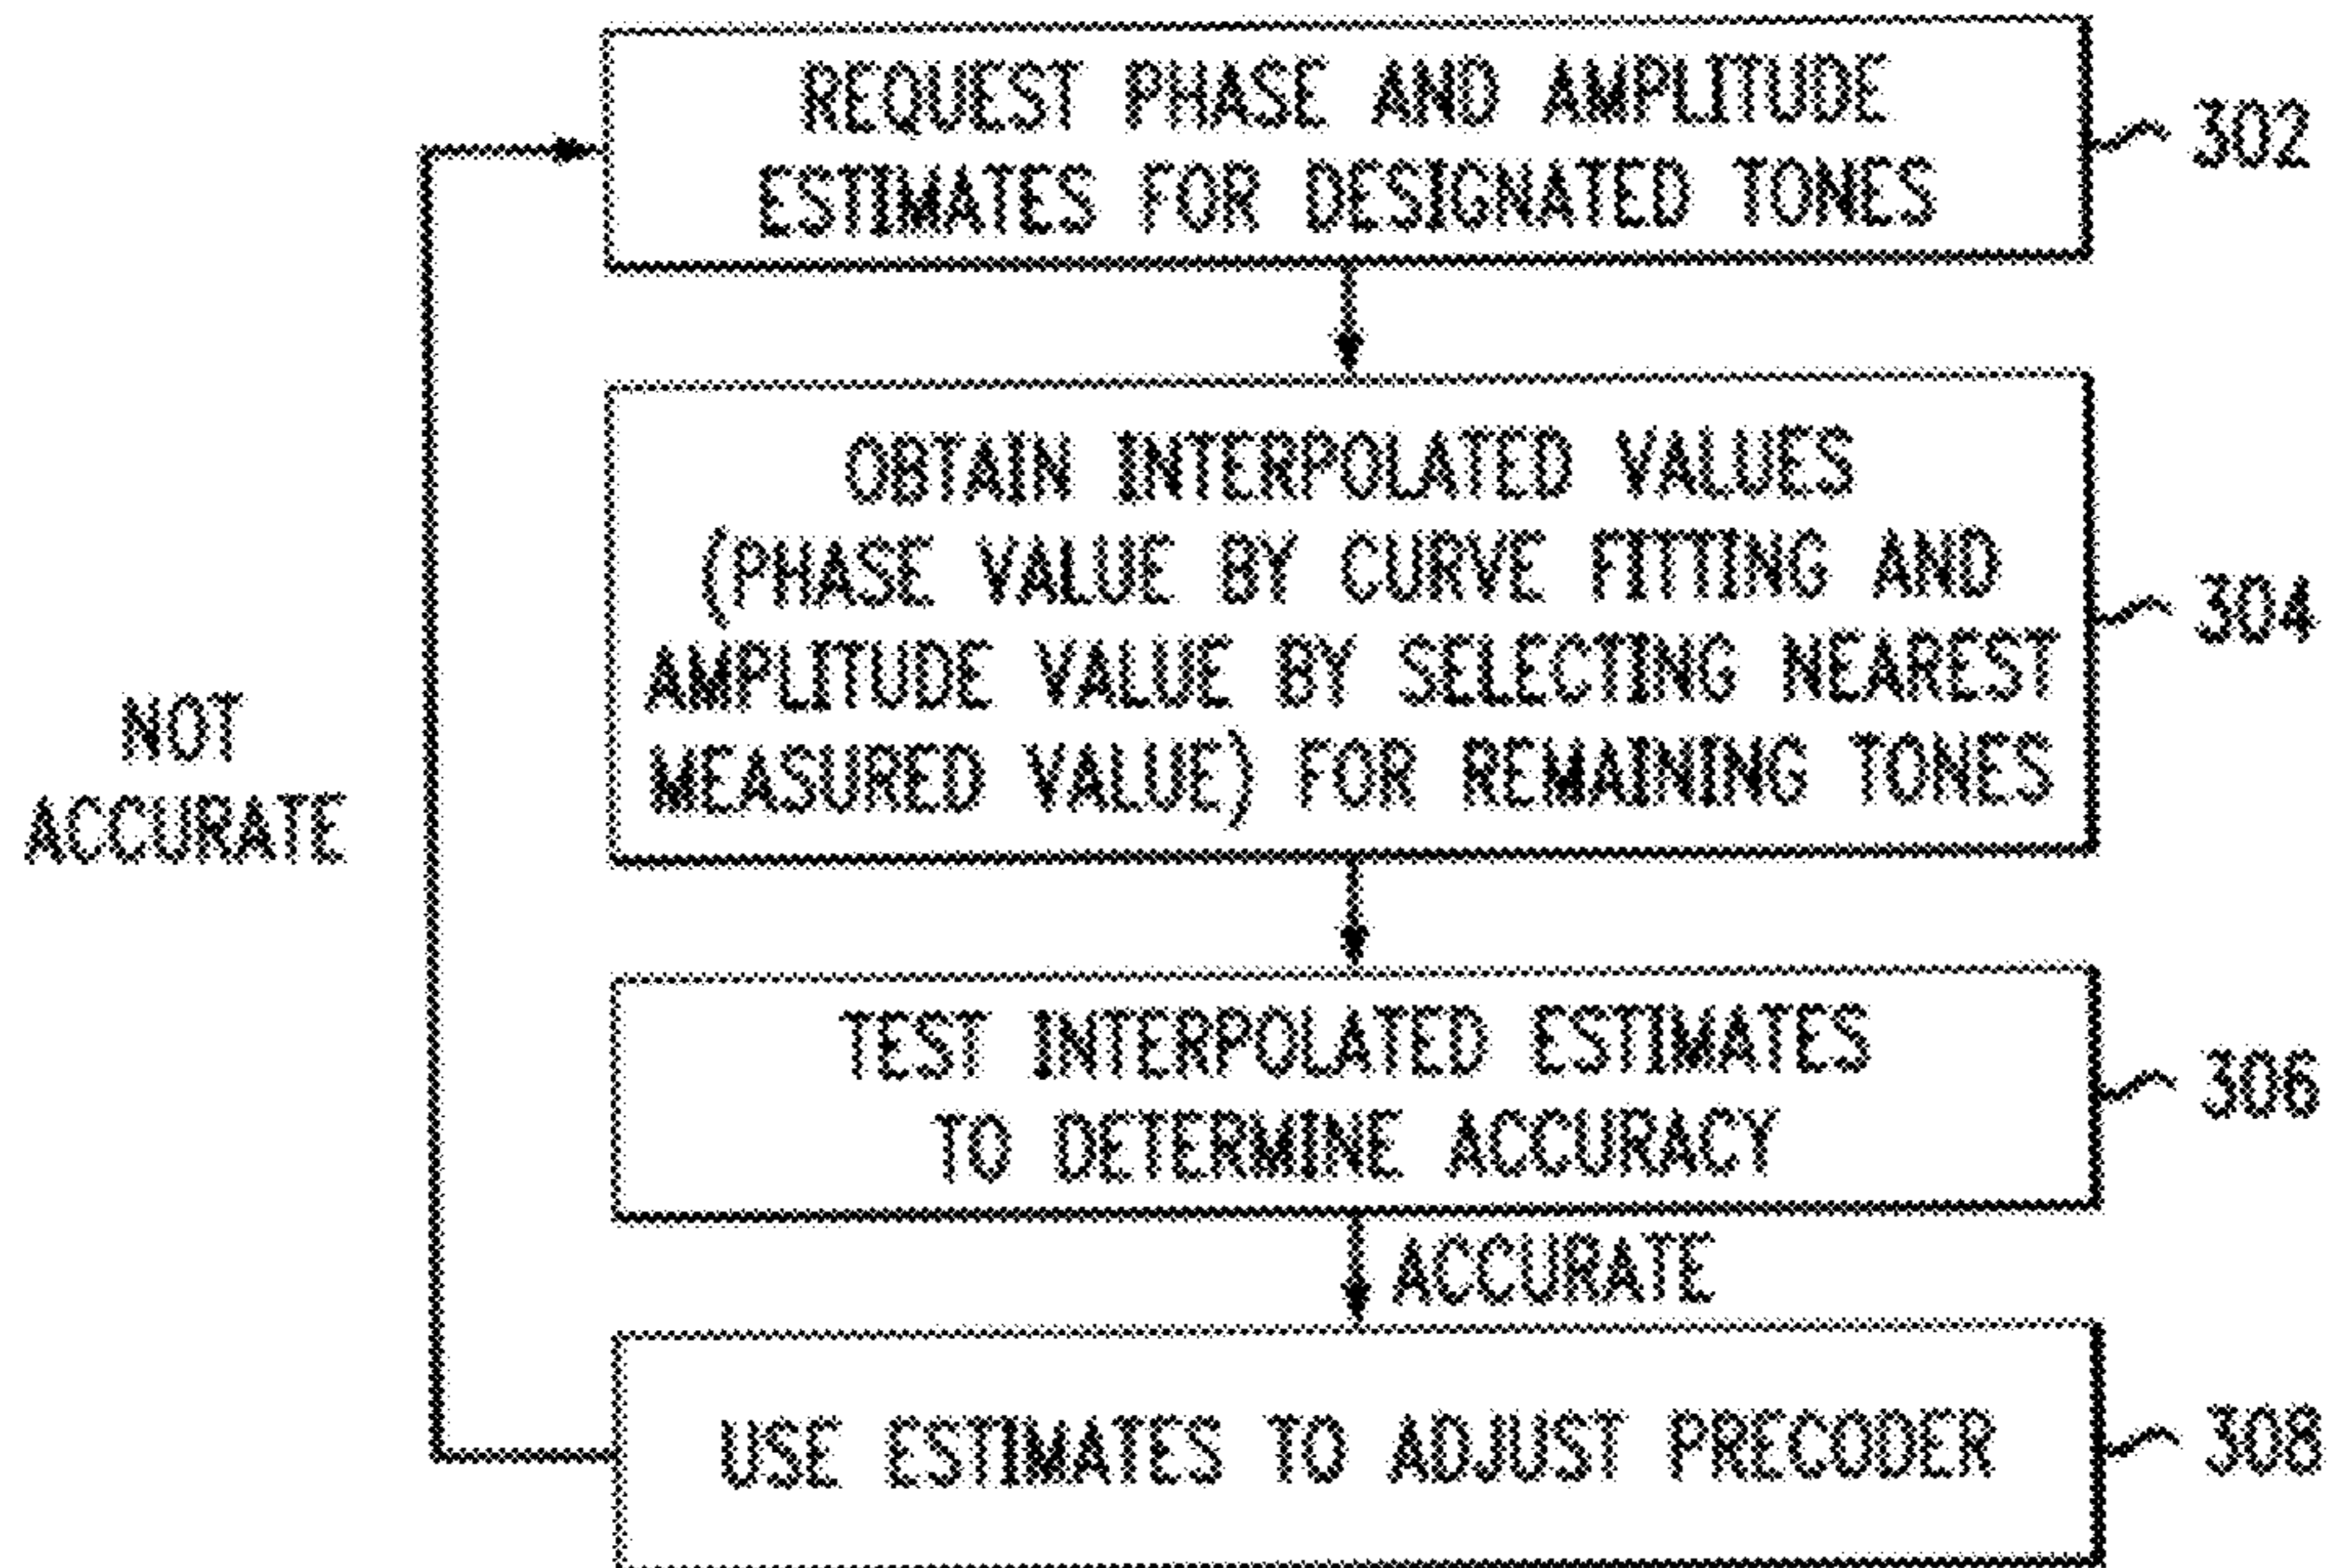 REQUEST PHASE AND AMPLITUDE
ESTIMATES FOR DESIGNATED TONES
302
OBTAIN INTERPOLATED VALUES
(PHASE VALUE BY CURVE FITTING AND
AMPLITUDE VALUE BY SELECTING NEAREST
MEASURED VALUE) FOR REMAINING TONES
304
NOT
ACCURATE
TEST INTERPOLATED ESTIMATES
TO DETERMINE ACCURACY
306
ACCURATE
USE ESTIMATES TO ADJUST PRECODER
308